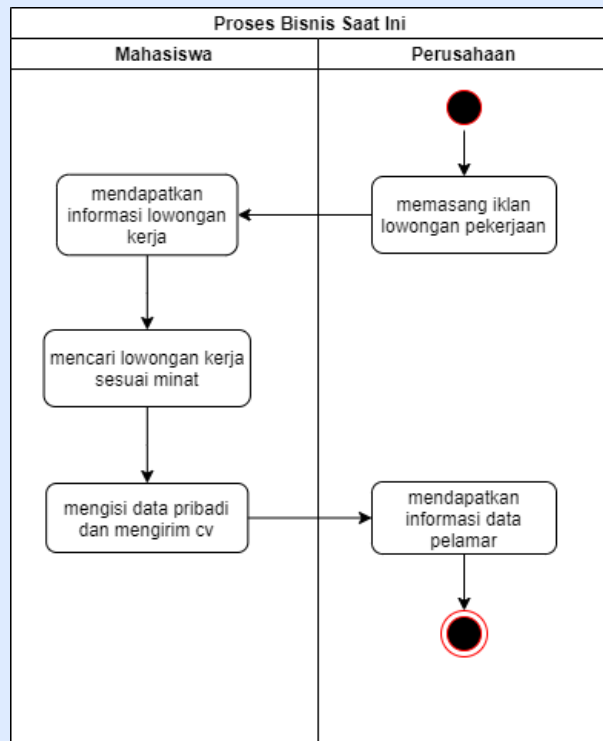 Proses Bisnis Saat Ini
Mahasiswa
Perusahaan
memasang iklan
lowongan pekerjaan
mendapatkan
informasi lowongan
kerja
mencari lowongan kerja
sesuai minat
mengisi data pribadi
dan mengirim cv
mendapatkan
informasi data
pelamar